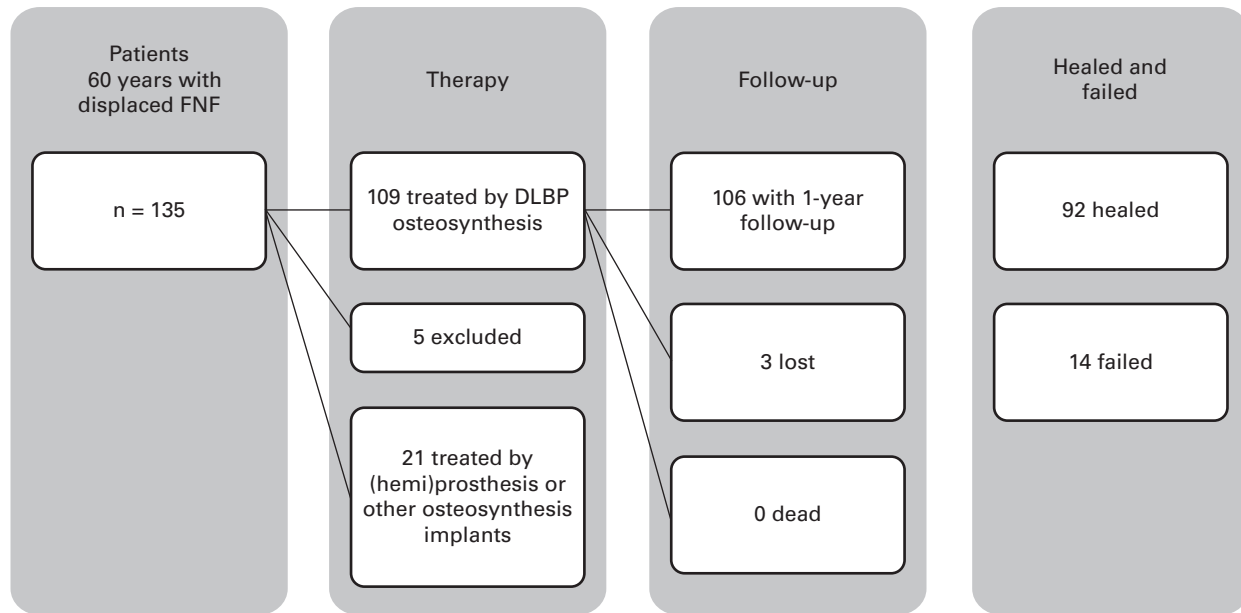 Patients
60 years with
displaced FNF
n = 135
Therapy
109 treated by DLBP
osteosynthesis
5 excluded
21 treated by
(hemi)prosthesis or
other osteosynthesis
implants
Follow-up
106 with 1-year
follow-up
3 lost
0 dead
Healed and
failed
92 healed
14 failed